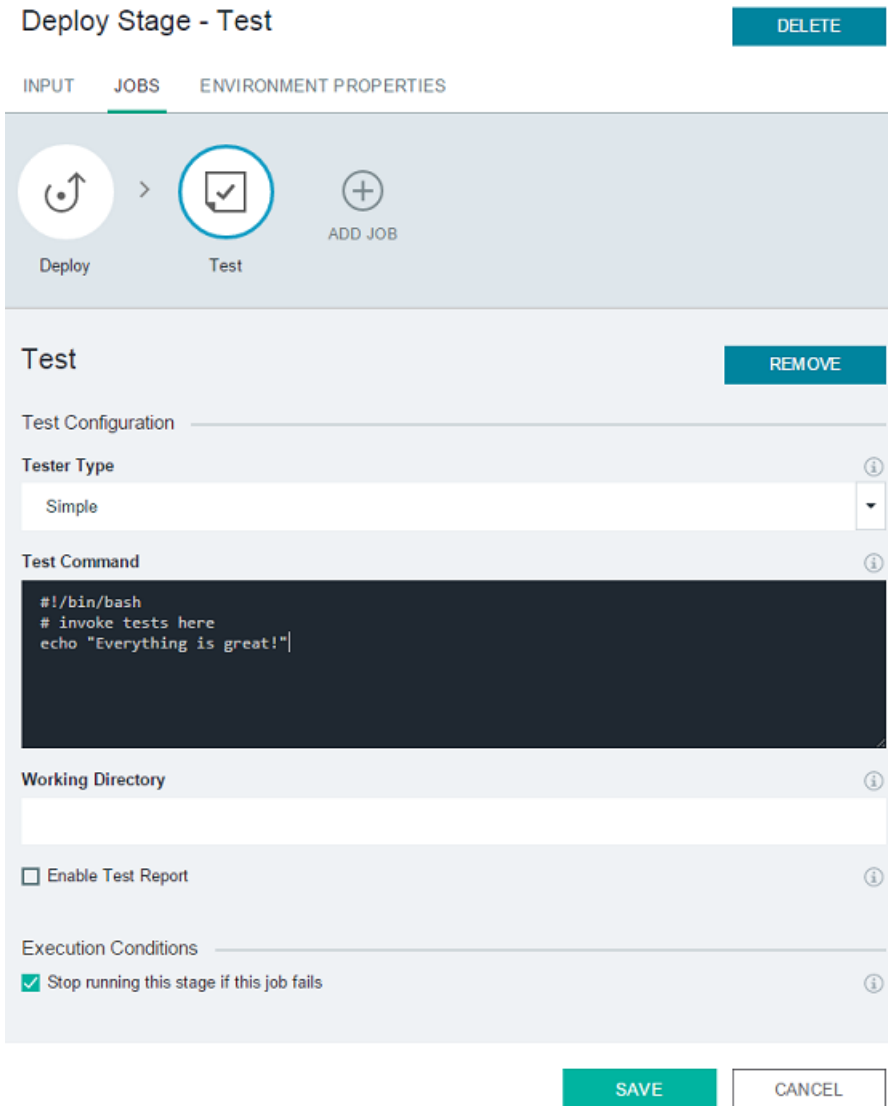 Deploy Stage - Test
DELETE
INPUT JOBS ENVIRONMENT PROPERTIES
ADD JOB
Deploy Test
Test
REMOVE
Test Configuration
Tester Type
Simple
Test Command
#!/bin/bash
# invoke tests here
echo "Everything is great!"
Working Directory
Enable Test Report
Execution Conditions
Stop running this stage if this job fails
SAVE CANCEL